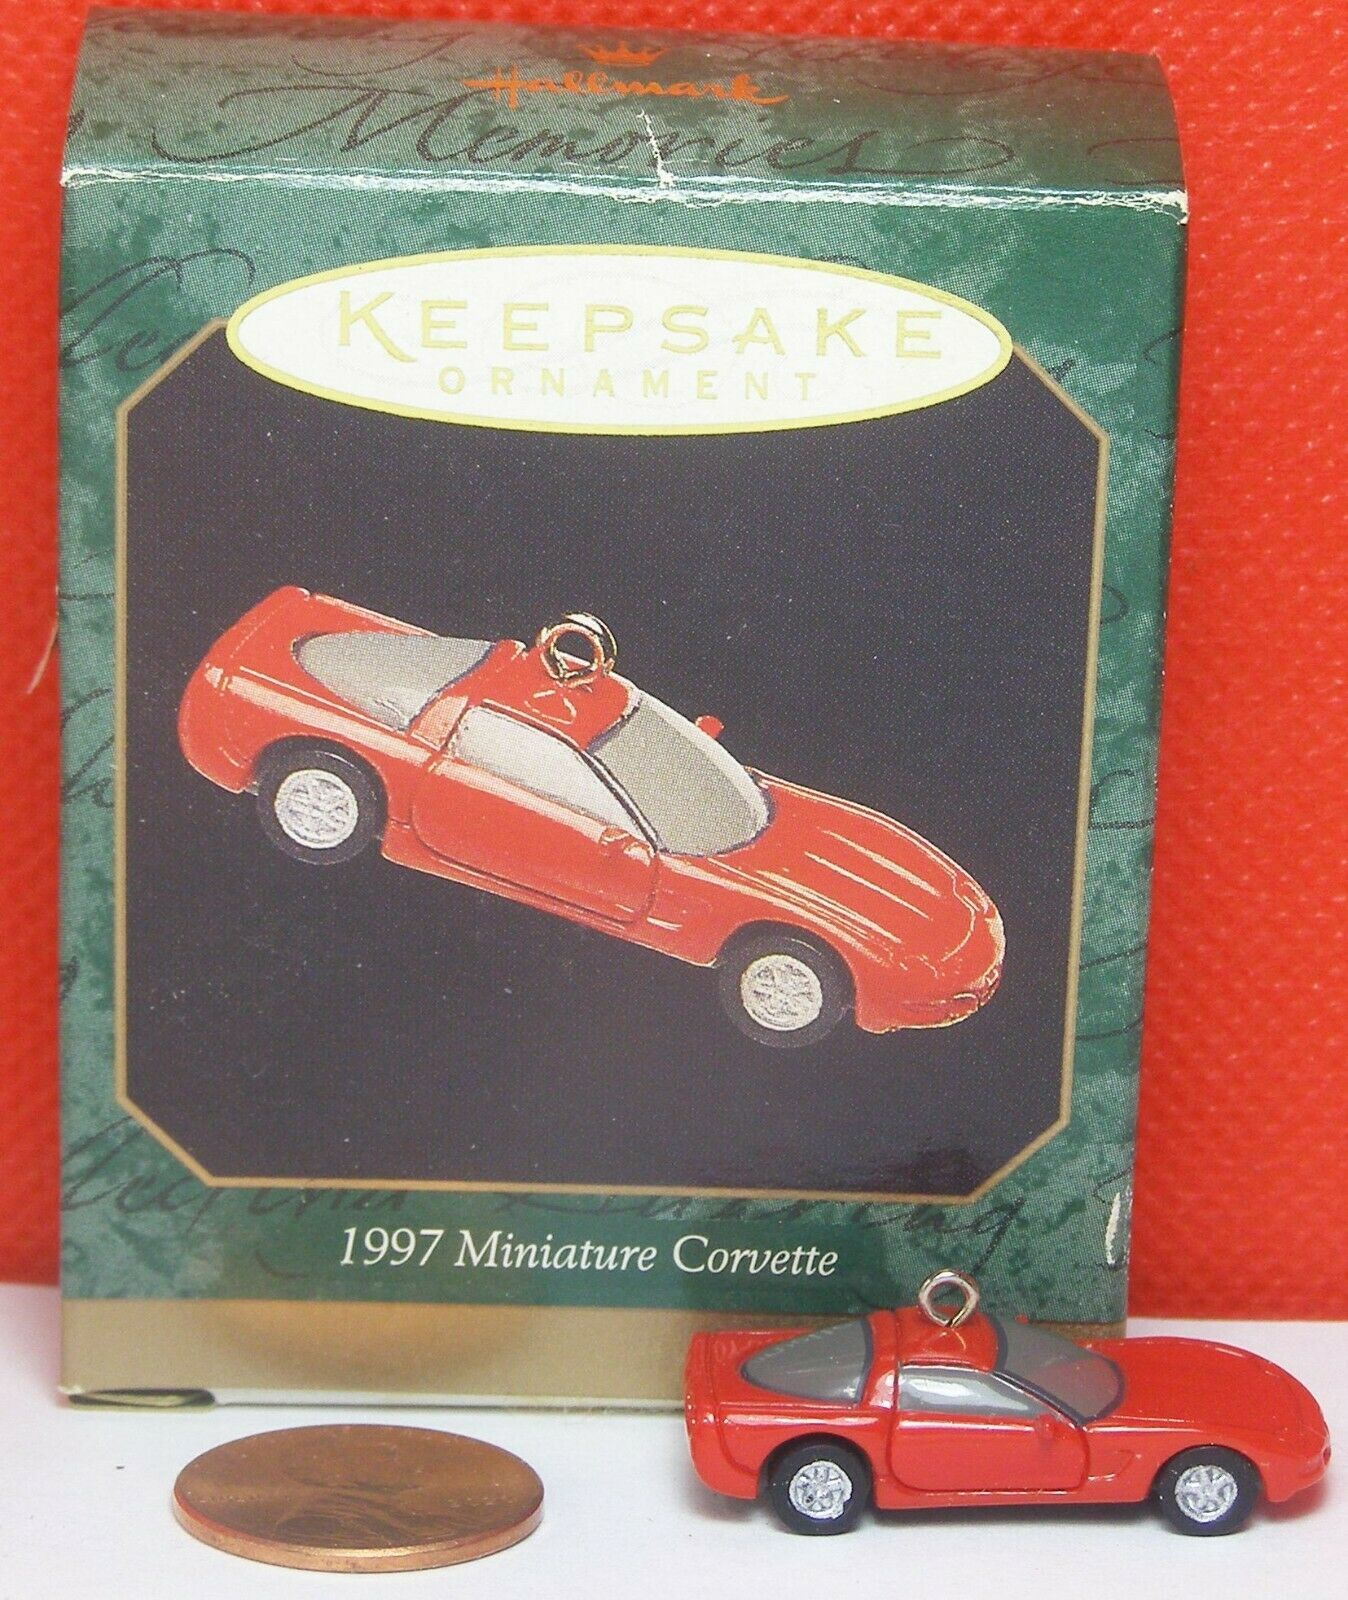 Hallmark
Memories
KEEPSAKE
ORNAMENT
1997 Miniature Corvette